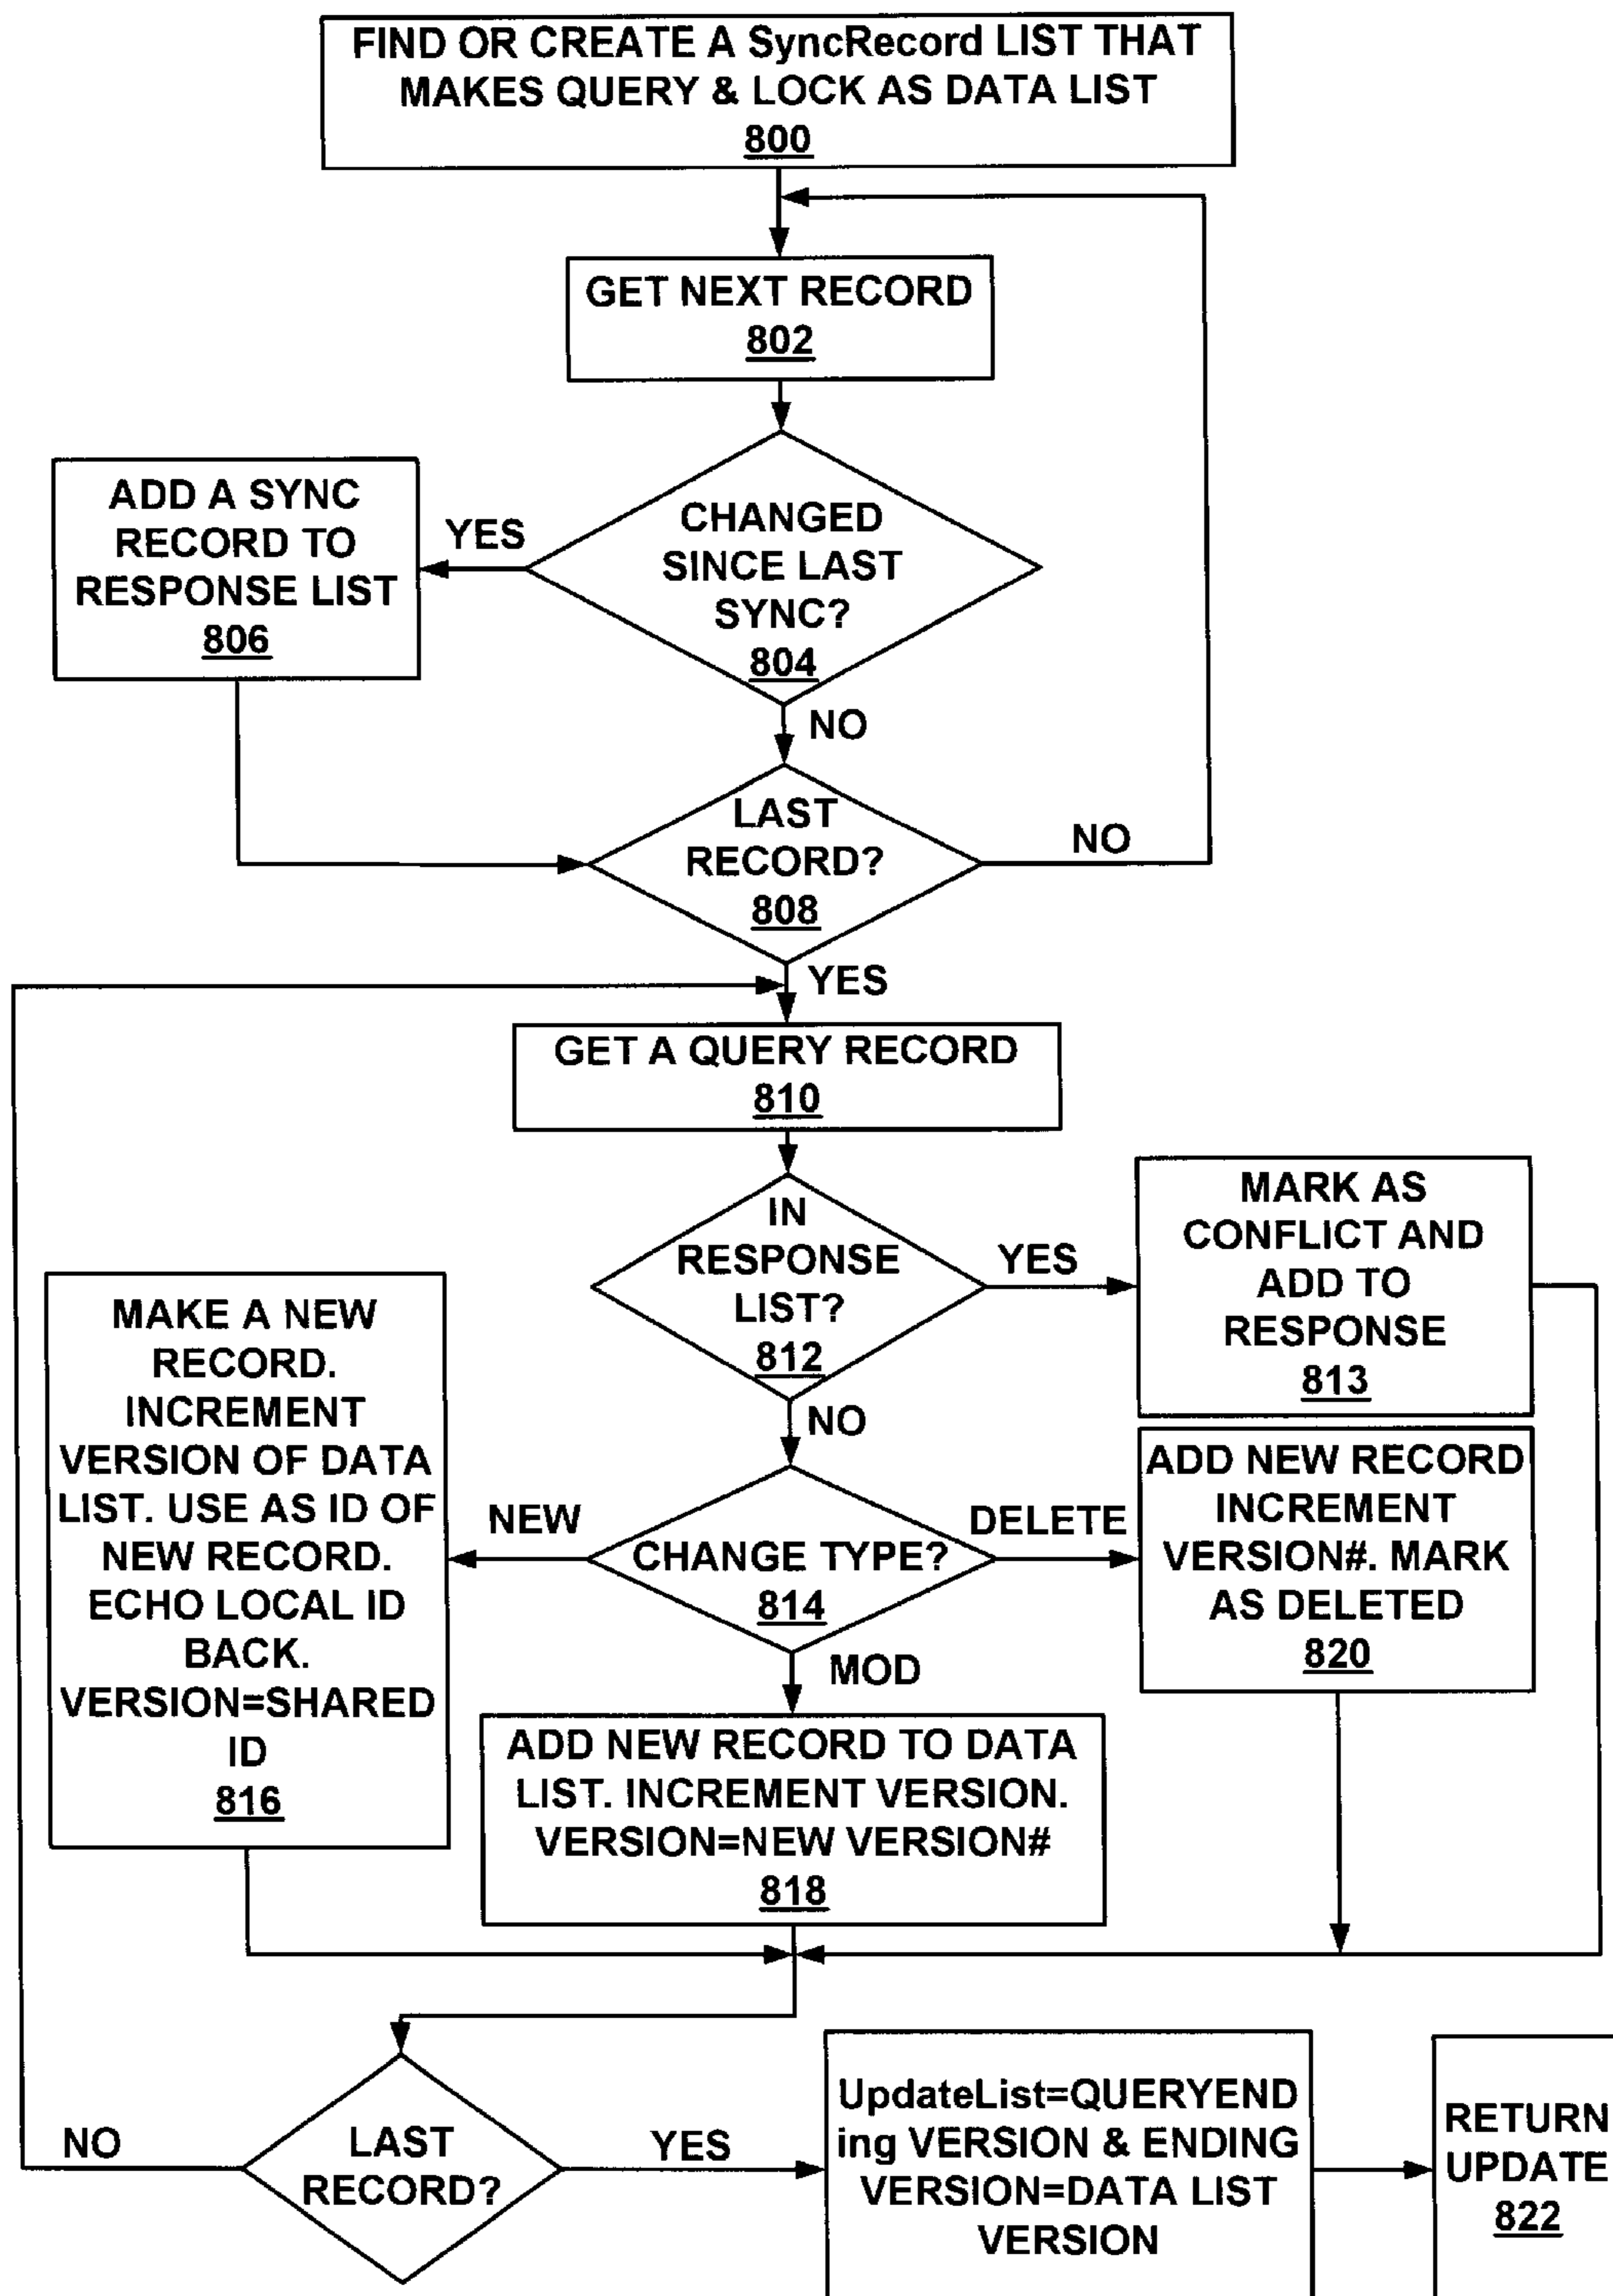 FIND OR CREATE A SyncRecord LIST THAT
MAKES QUERY & LOCK AS DATA LIST
800
GET NEXT RECORD
802
CHANGED
SINCE LAST
SYNC?
804
YES
ADD A SYNC
RECORD TO
RESPONSE LIST
806
NO
LAST
RECORD?
808
NO
YES
GET A QUERY RECORD
810
IN
RESPONSE
LIST?
812
YES
MARK AS
CONFLICT AND
ADD TO
RESPONSE
813
NO
CHANGE TYPE?
814
NEW
MAKE A NEW
RECORD.
INCREMENT
VERSION OF DATA
LIST. USE AS ID OF
NEW RECORD.
ECHO LOCAL ID
BACK.
VERSION=SHARED
ID
816
DELETE
ADD NEW RECORD
INCREMENT
VERSION#. MARK
AS DELETED
820
MOD
ADD NEW RECORD TO DATA
LIST. INCREMENT VERSION.
VERSION=NEW VERSION#
818
LAST
RECORD?
NO
YES
UpdateList=QUERYEND
ing VERSION & ENDING
VERSION=DATA LIST
VERSION
RETURN
UPDATE
822